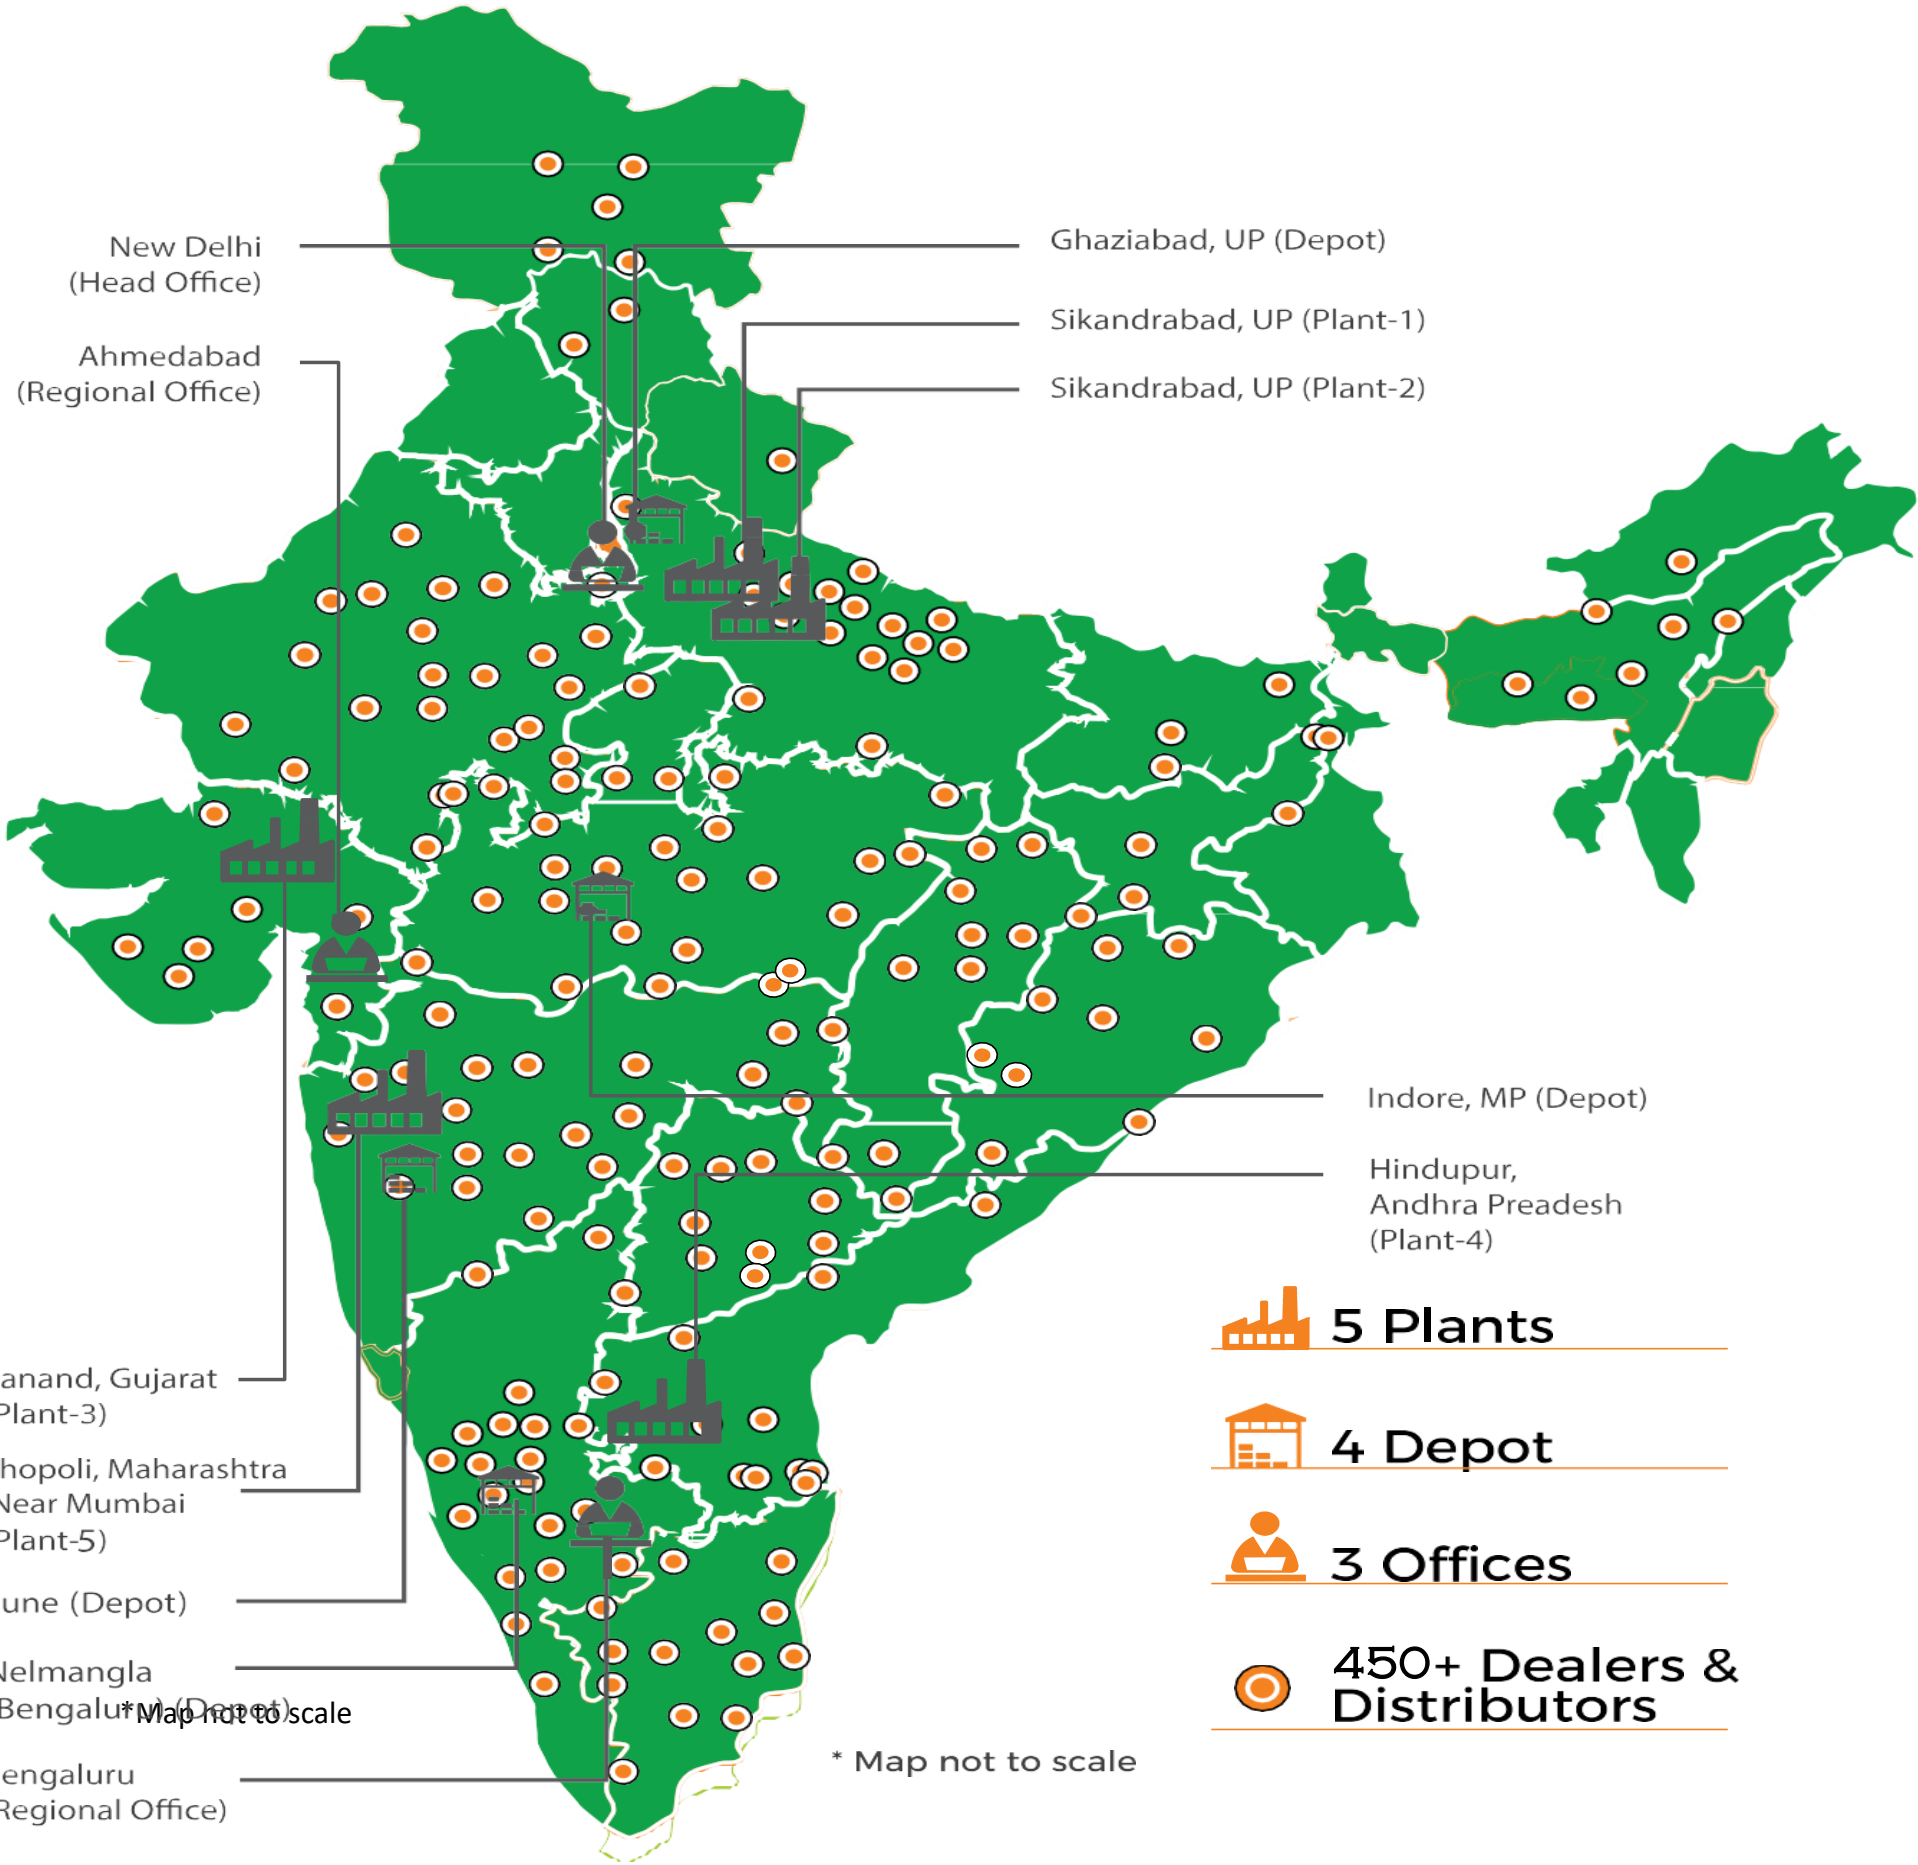 New Delhi
(Head Office)
Ahmedabad
(Regional Office)
Ghaziabad, UP (Depot)
Sikandrabad, UP (Plant-1)
Sikandrabad, UP (Plant-2)
Indore, MP (Depot)
Hindupur,
Andhra Preadesh
(Plant-4)
anand, Gujarat
Plant-3)
hopoli, Maharashtra
Near Mumbai
Plant-5)
une (Depot)
Nelmangla
Bengaluru) (Depot)
* Map not to scale
engaluru
Regional Office)
* Map not to scale
5 Plants
4 Depot
3 Offices
450+ Dealers &
Distributors